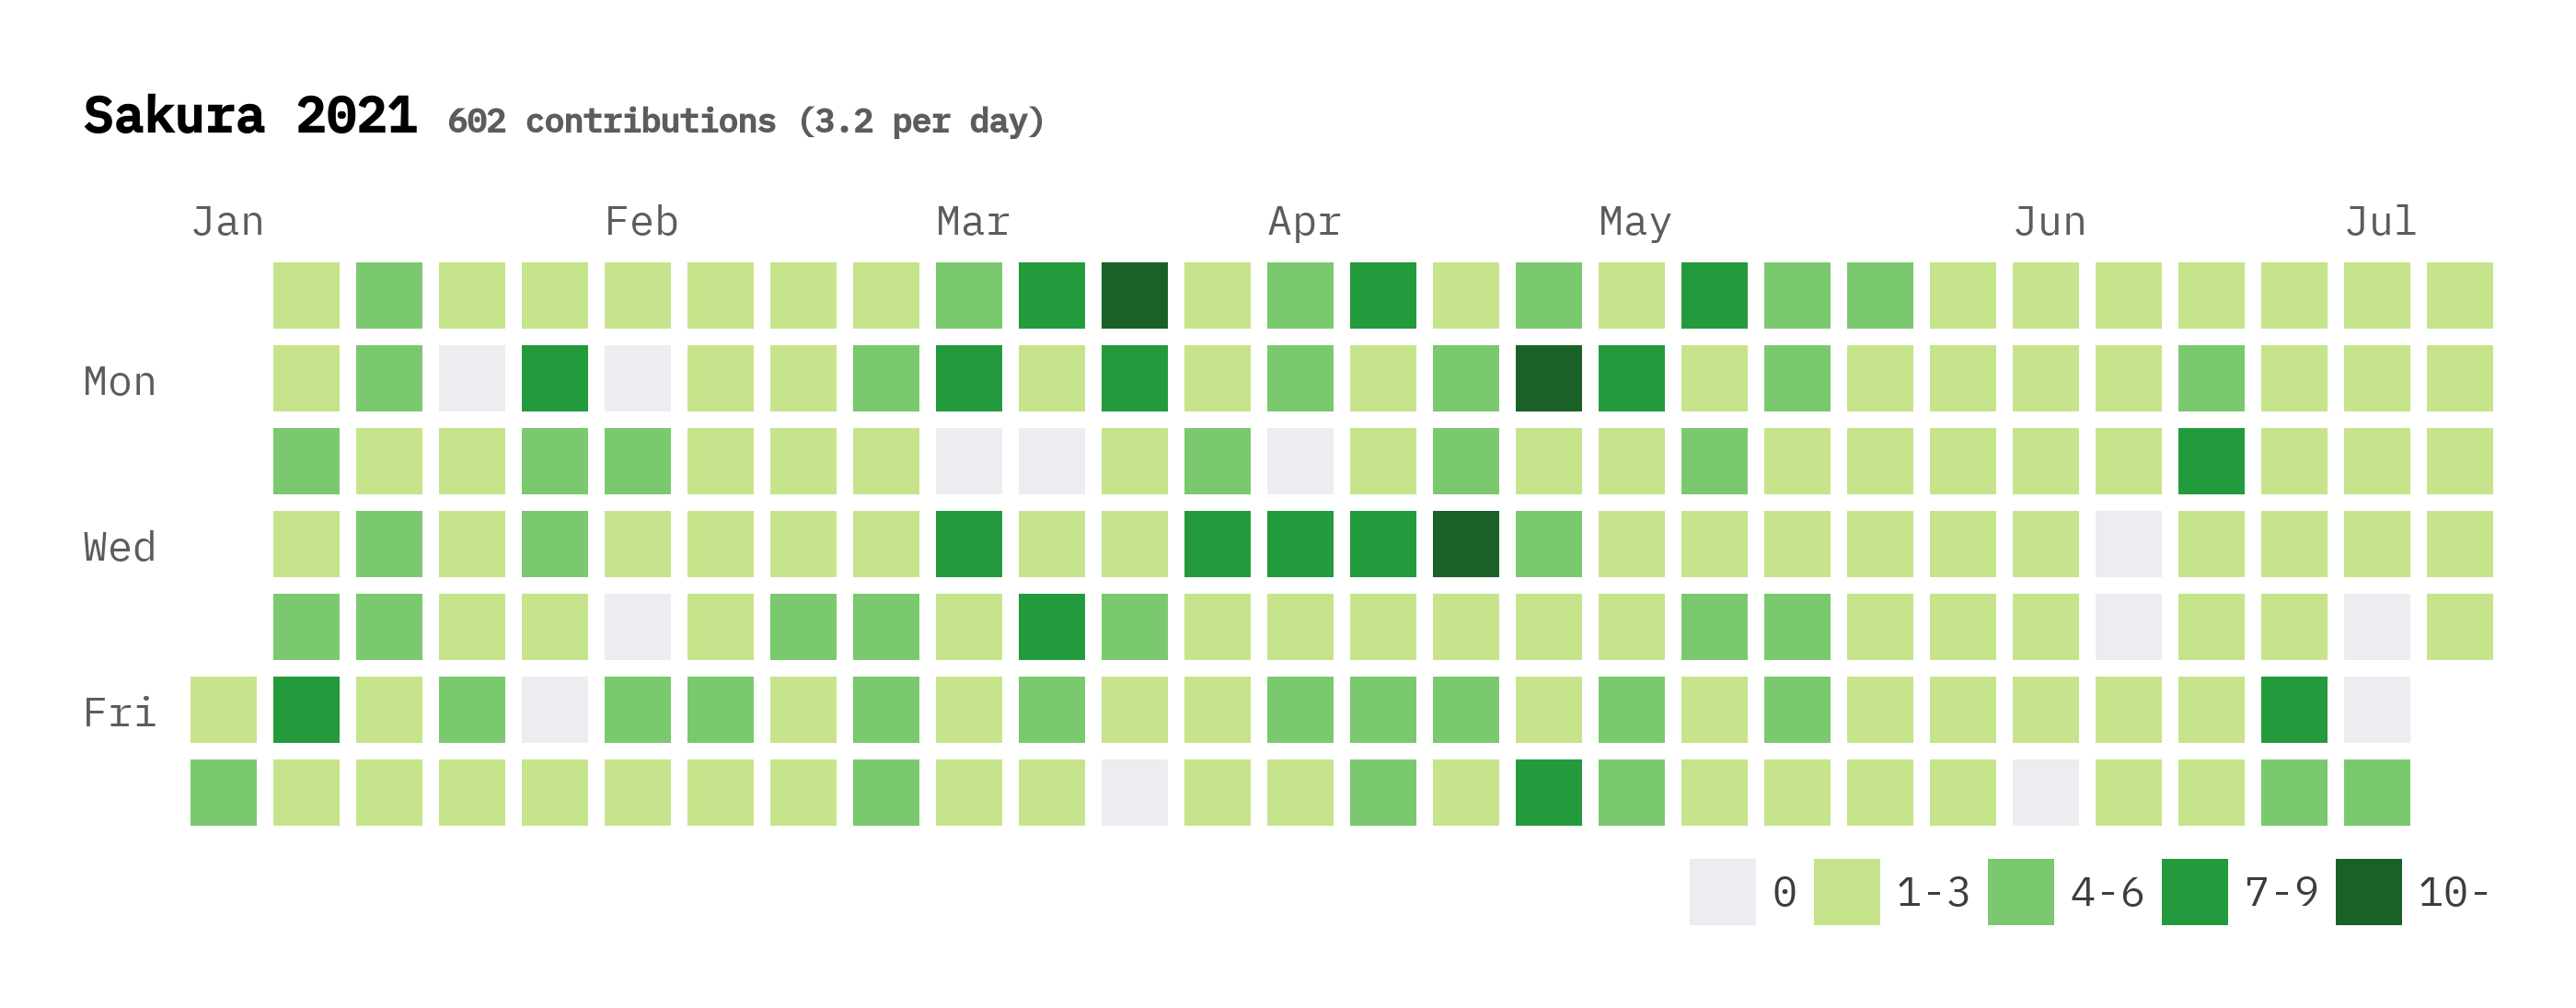 Sakura 2021 602 contributions (3.2 per day)
Jan Feb Mar Apr May Jun Jul
Mon
Wed
Fri
0 1-3 4-6 7-9 10-